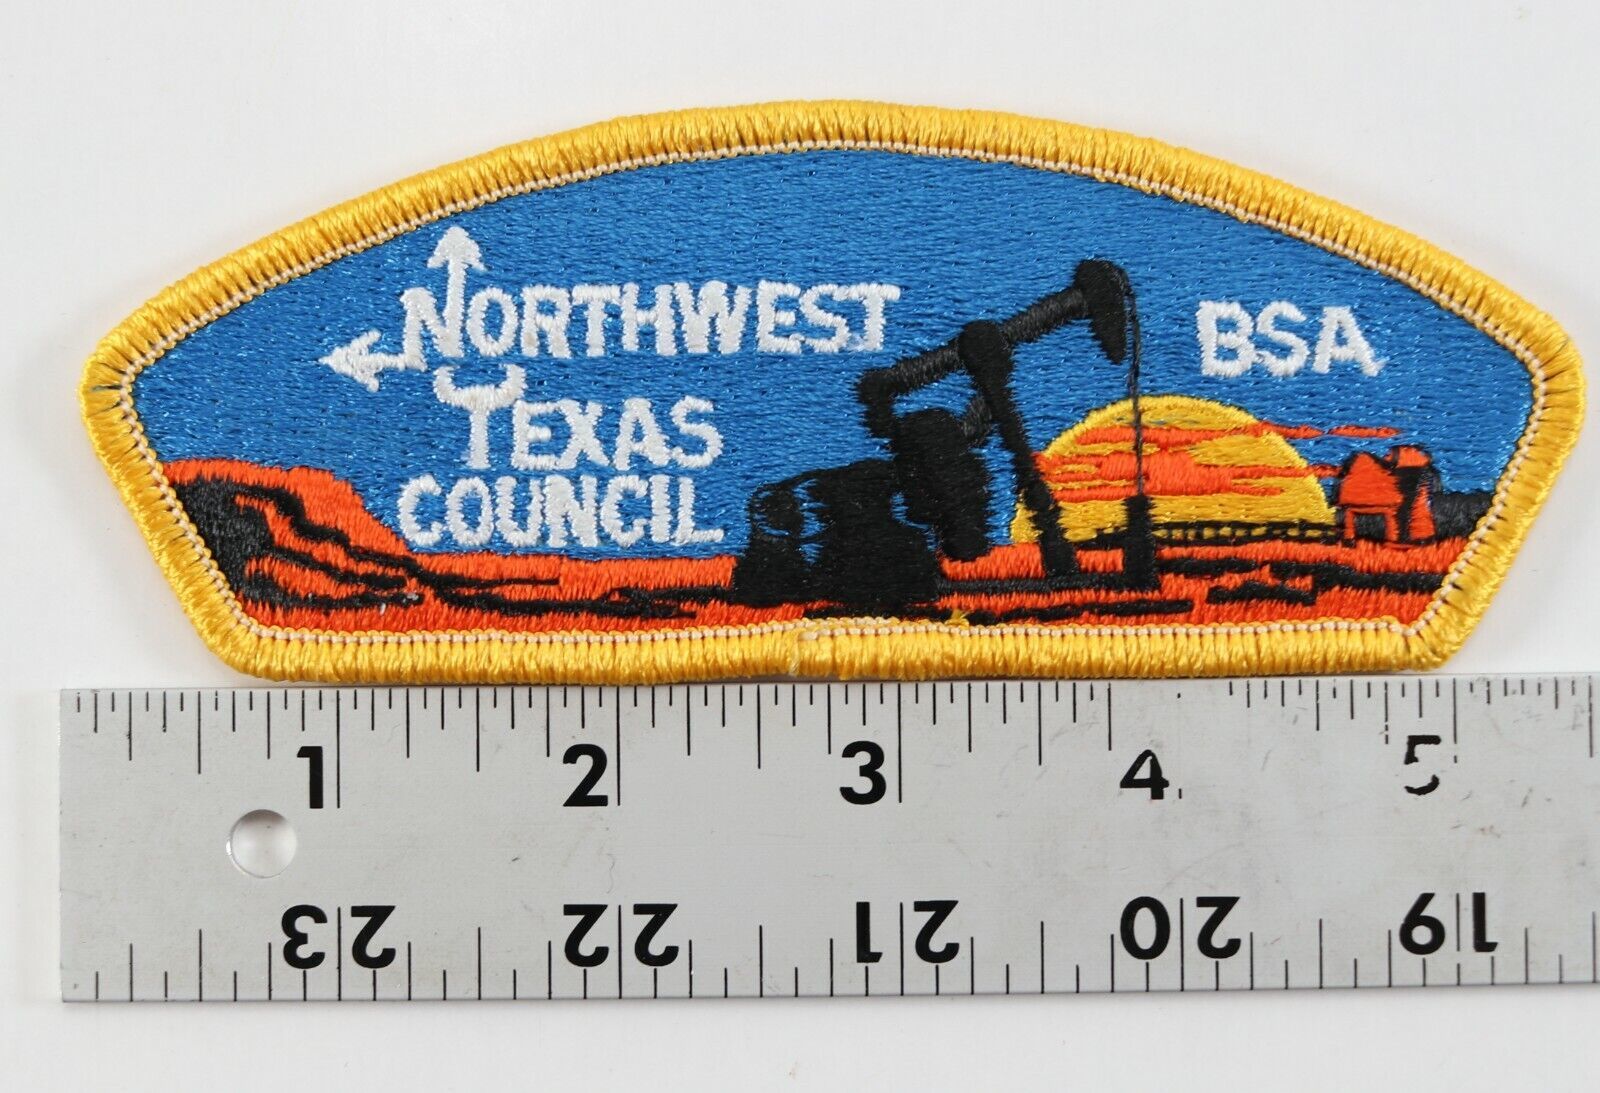 NORTHWEST
TEXAS
COUNCIL
BSA
1 2 3 4 5
23 22 21 20 19